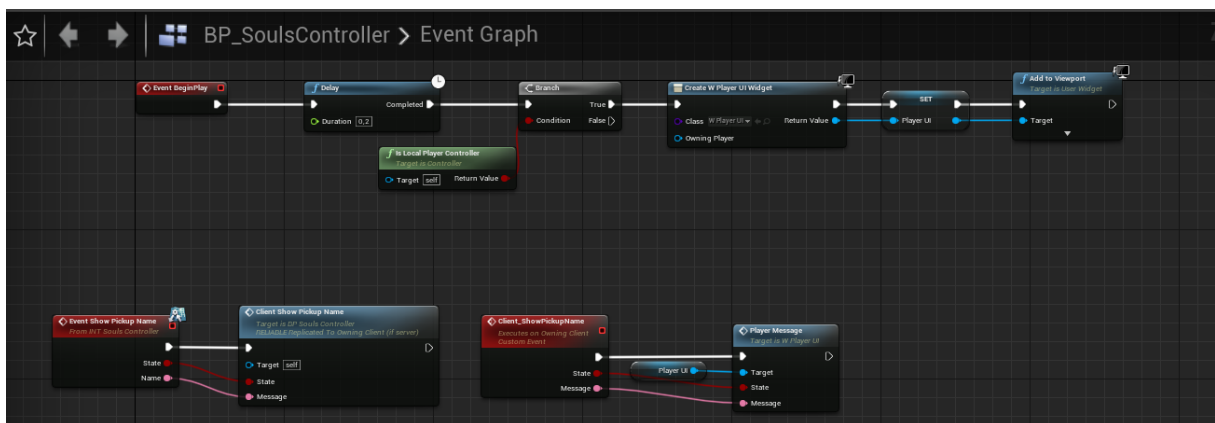 BP_SoulsController > Event Graph
Event BeginPlay
Delay
Completed
Duration 0,2
Branch
True
Condition False
Is Local Player Controller
Target is Controller
Target self Return Value
Create W Player UI Widget
Class W Player UI Return Value
Owning Player
SET
Player UI
Add to Viewport
Target is User Widget
Target
Event Show Pickup Name
From INT Souls Controller
State
Name
Client Show Pickup Name
Target is BP Souls Controller
RELIABLE Replicated To Owning Client (if server)
Target self
State
Message
Client_ShowPickupName
Executes on Owning Client
Custom Event
State
Message
Player UI
Player Message
Target is W Player UI
Target
State
Message